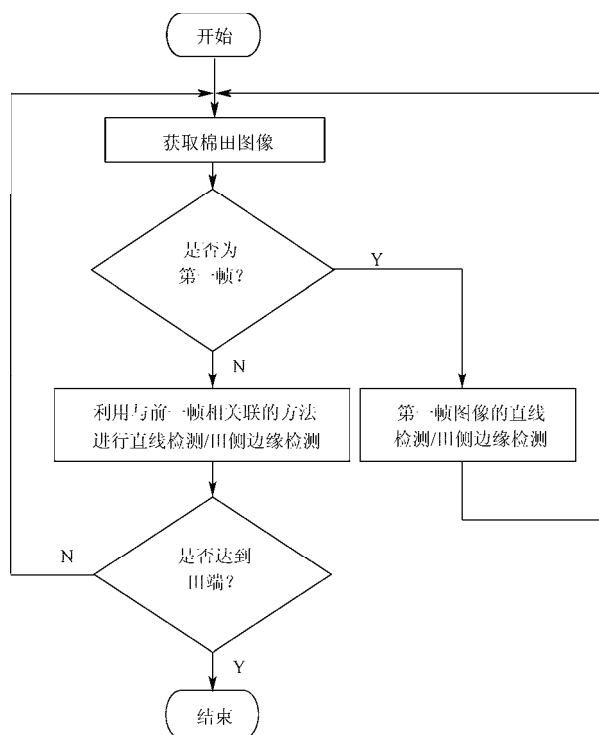 开始
获取棉田图像
是否为
第一帧?
Y
N
利用与前一帧相关联的方法
进行直线检测/田侧边缘检测
第一帧图像的直线
检测/田侧边缘检测
N
是否达到
田端?
Y
结束